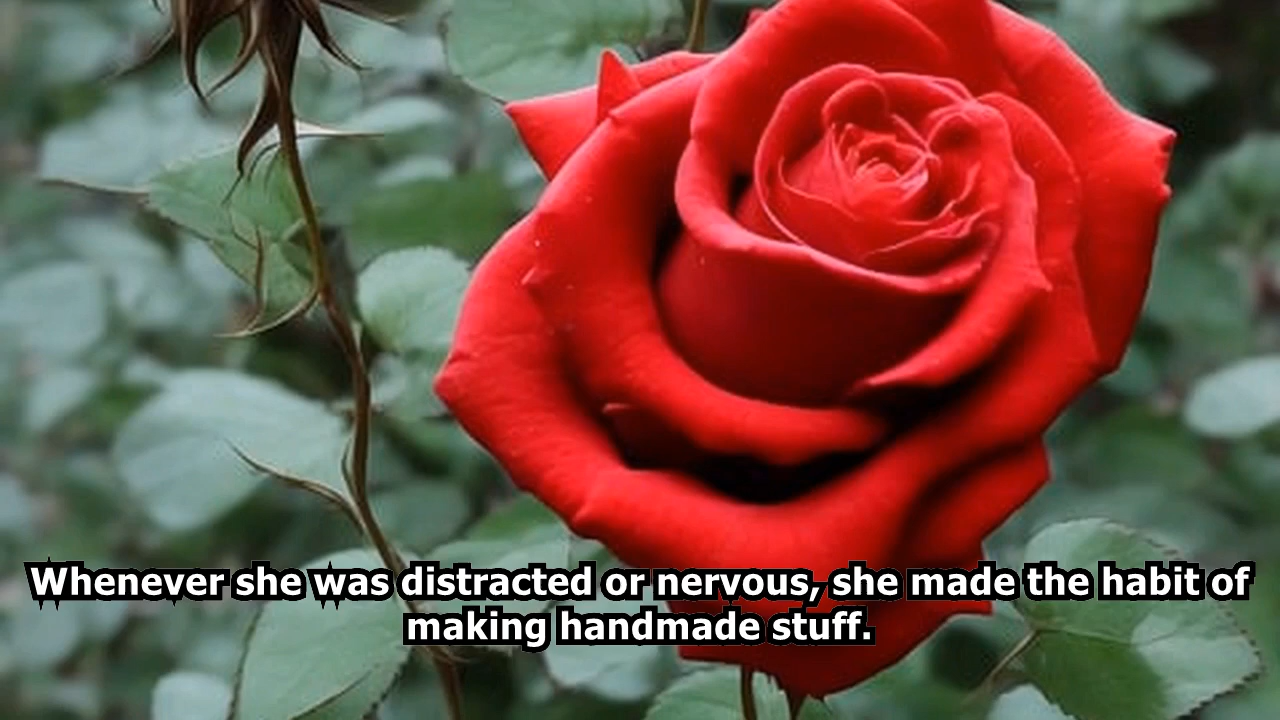 Whenever she was distracted or nervous, she made the habit of
making handmade stuff.